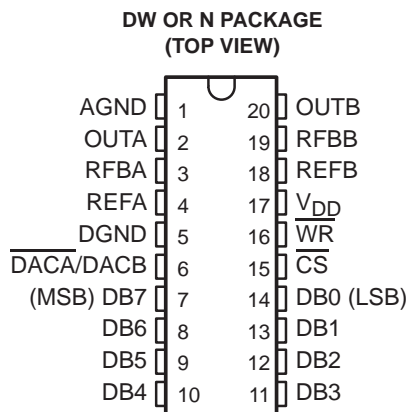 DW OR N PACKAGE
(TOP VIEW)
AGND 1 20 OUTB
OUTA 2 19 RFBB
RFBA 3 18 REFB
REFA 4 17 VDD
DGND 5 16 WR
DACA/DACB 6 15 CS
(MSB) DB7 7 14 DB0 (LSB)
DB6 8 13 DB1
DB5 9 12 DB2
DB4 10 11 DB3